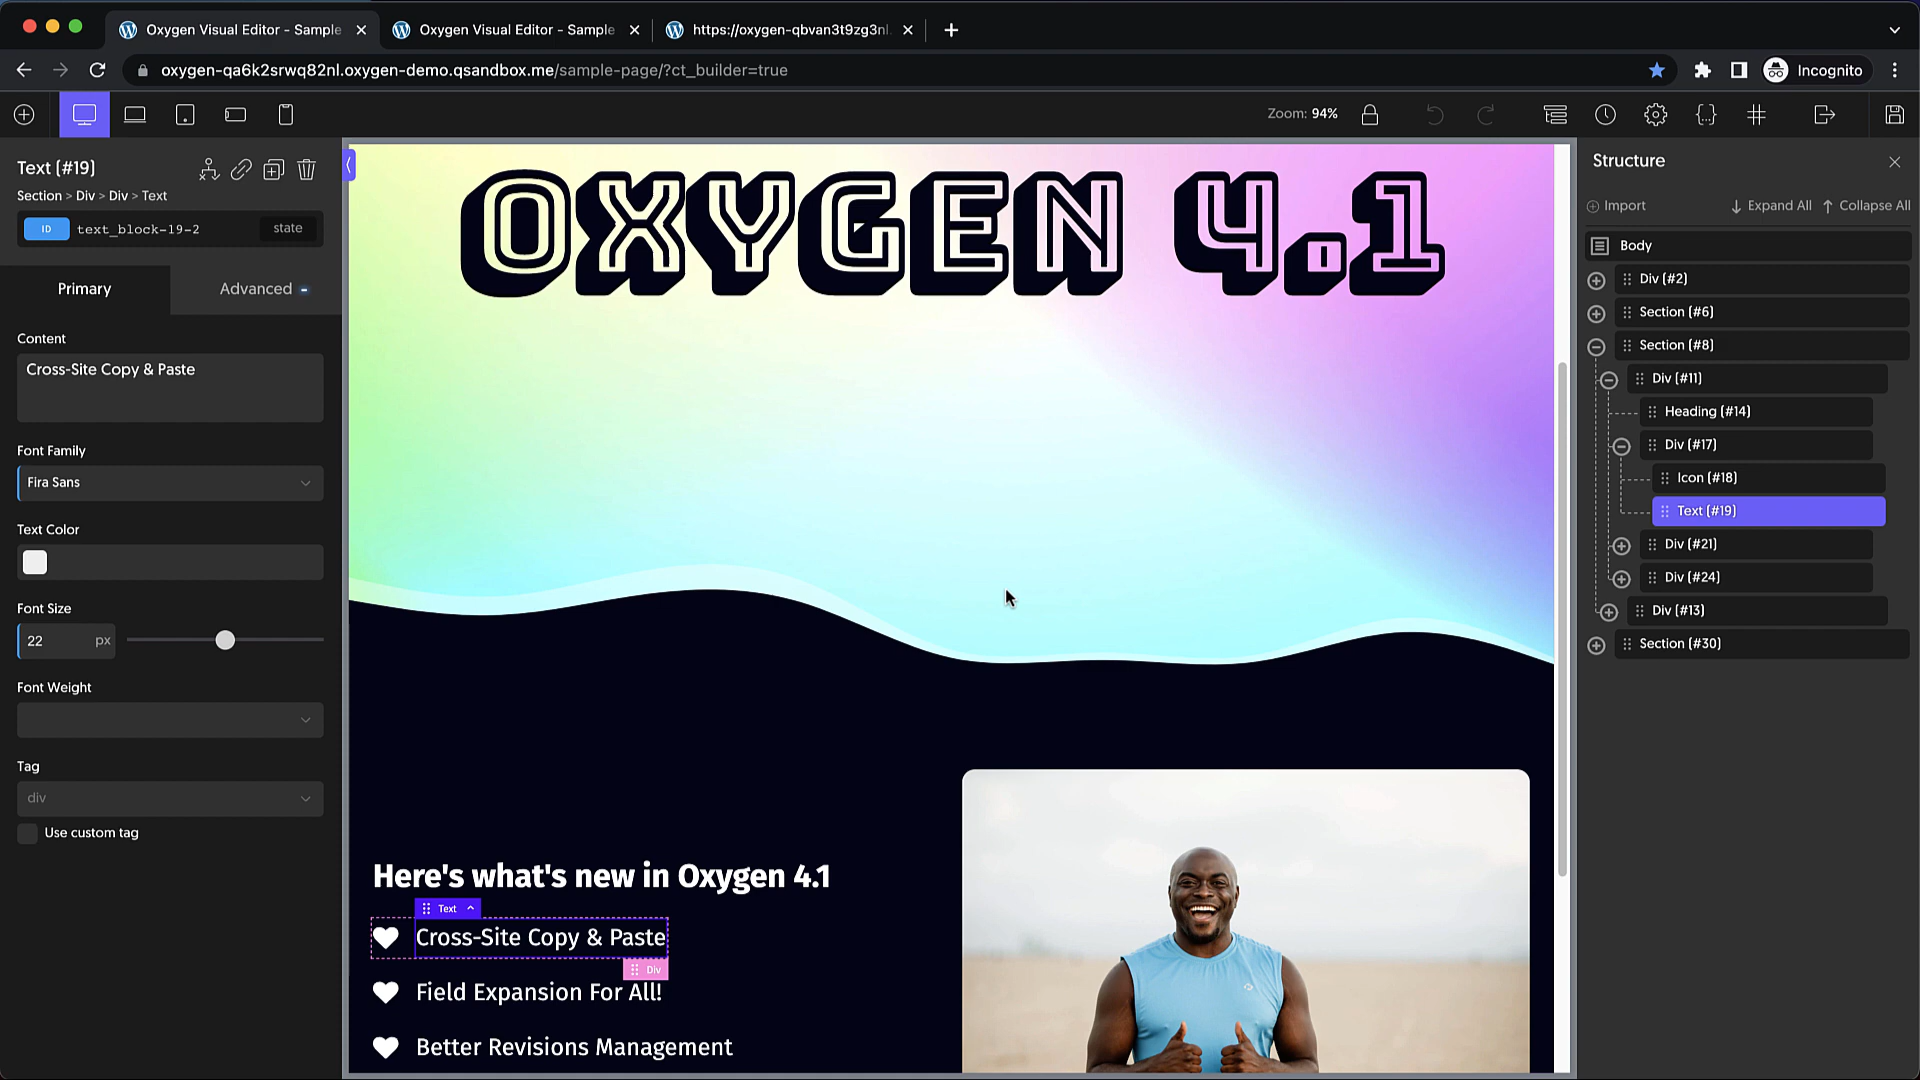 Oxygen Visual Editor - Sample
Oxygen Visual Editor - Sample
https://oxygen-qbvan3t9zg3nl.
oxygen-qa6k2srwq82nl.oxygen-demo.qsandbox.me/sample-page/?ct_builder=true
Incognito
Zoom: 94%
Text (#19)
Section > Div > Div > Text
ID text_block-19-2 state
Primary
Advanced
Content
Cross-Site Copy & Paste
Font Family
Fira Sans
Text Color
Font Size
22 px
Font Weight
Tag
div
Use custom tag
OXYGEN 4.1
Here's what's new in Oxygen 4.1
Text
Cross-Site Copy & Paste
Div
Field Expansion For All!
Better Revisions Management
Structure
Import Expand All Collapse All
Body
Div (#2)
Section (#6)
Section (#8)
Div (#11)
Heading (#14)
Div (#17)
Icon (#18)
Text (#19)
Div (#21)
Div (#24)
Div (#13)
Section (#30)